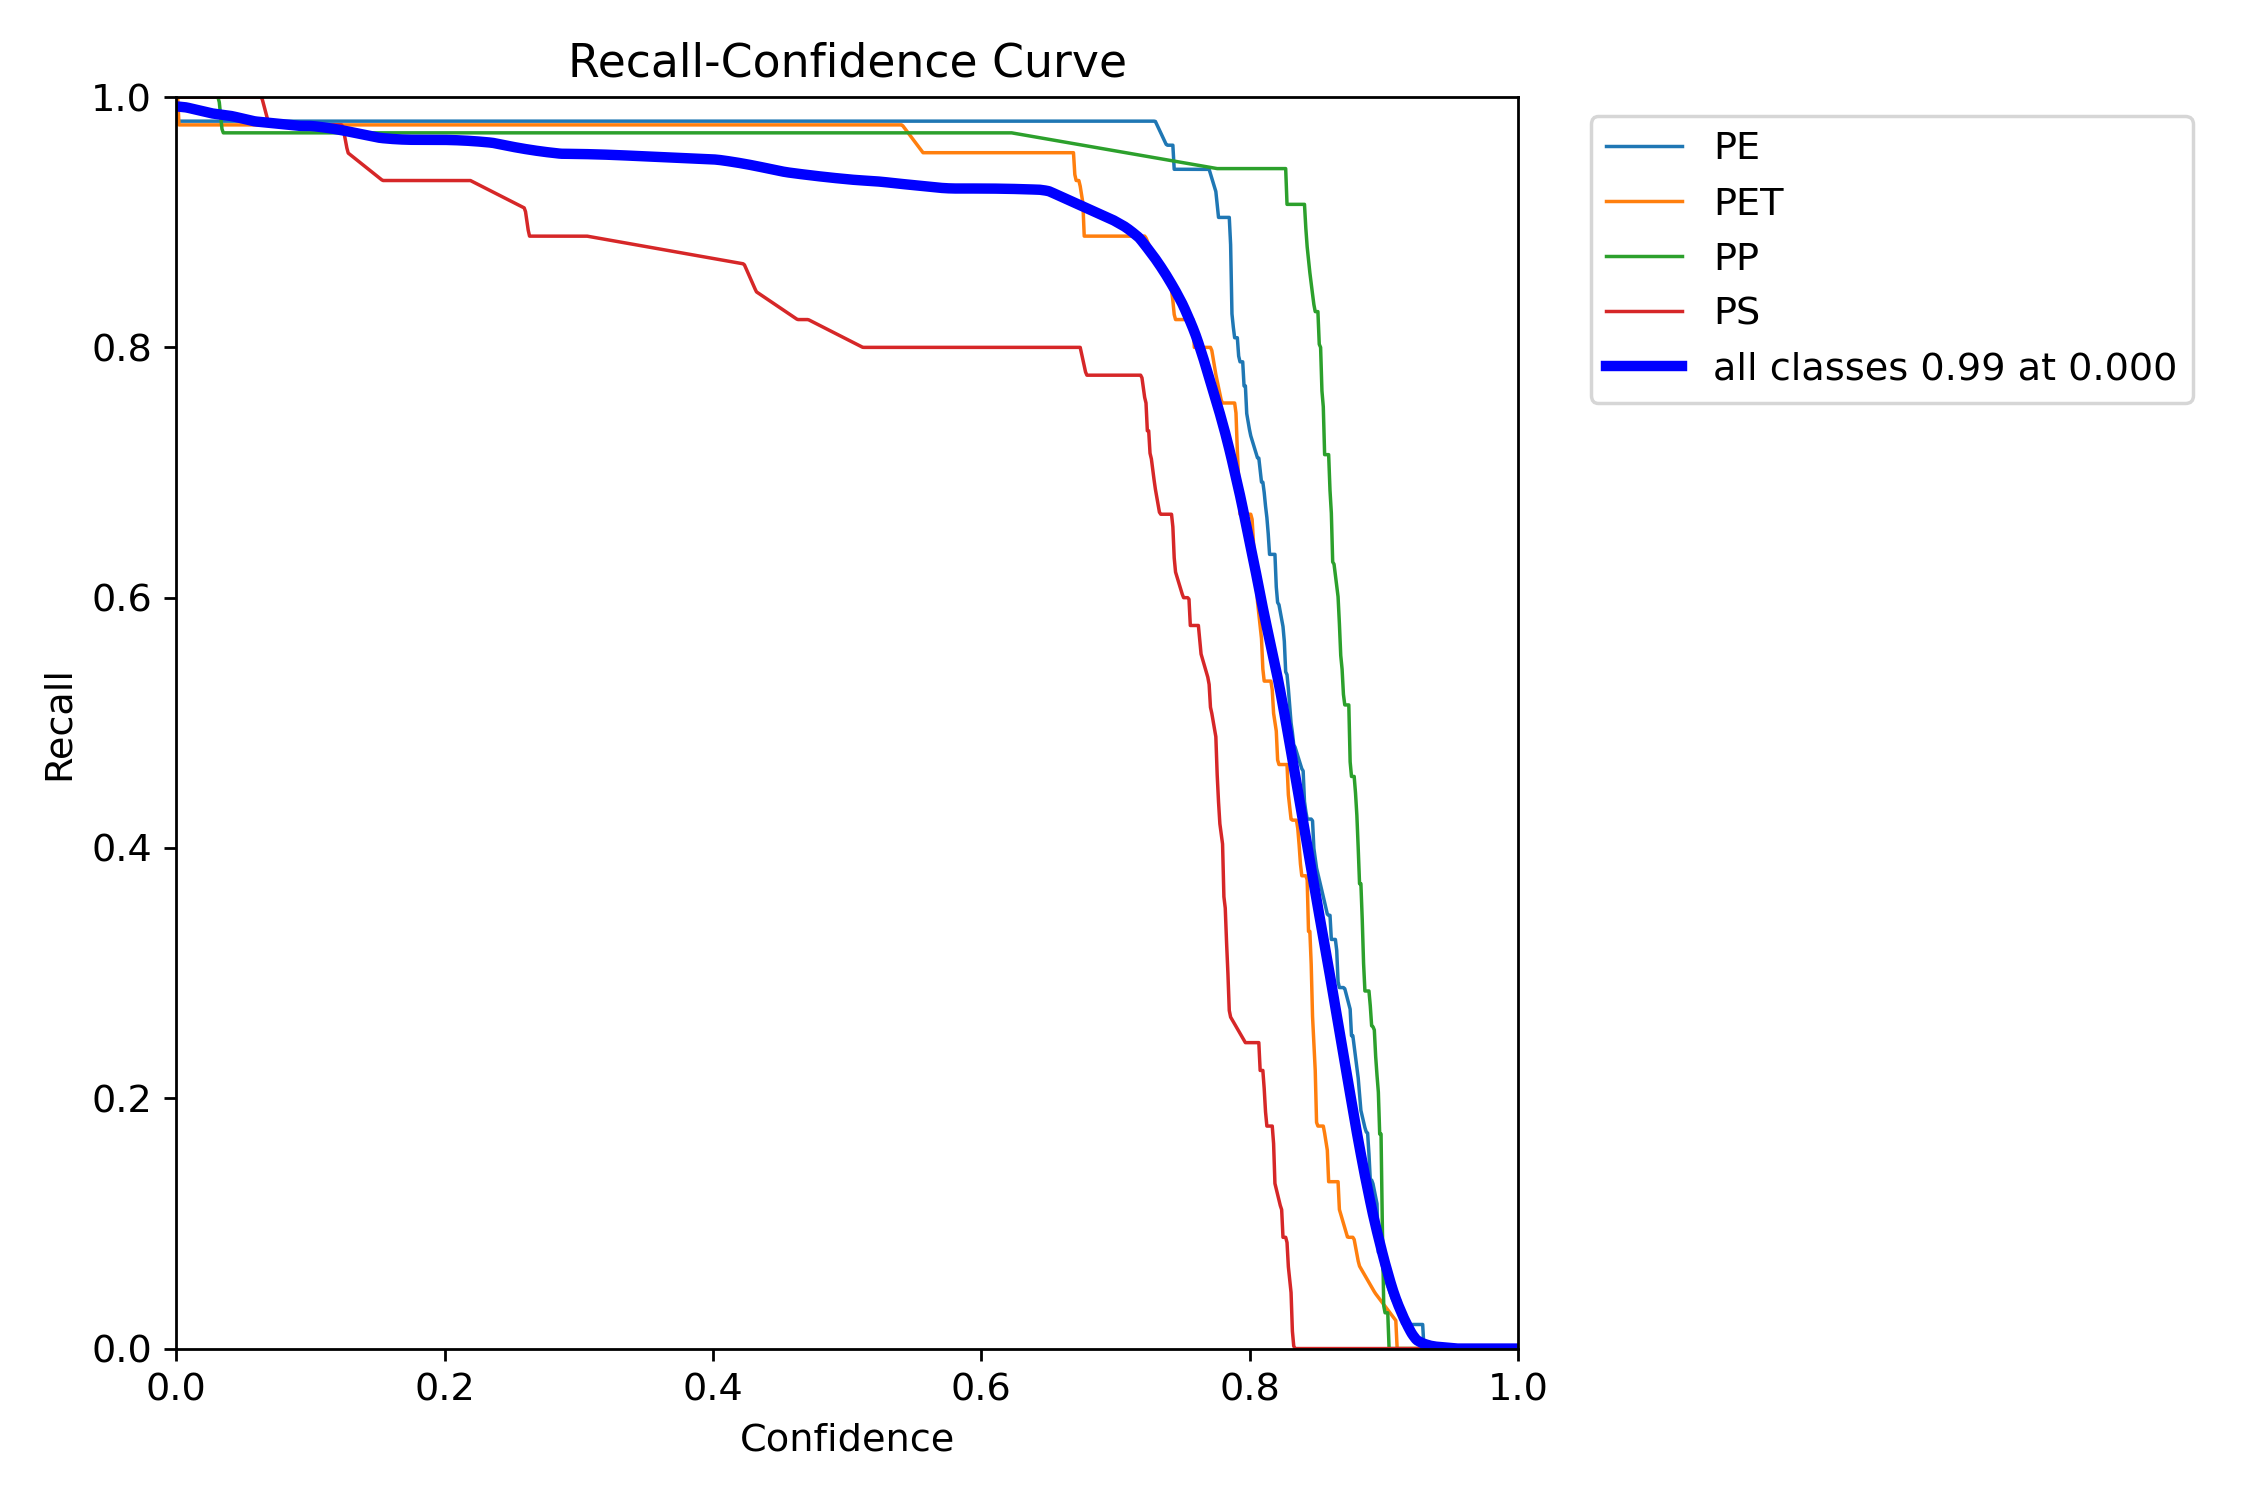 Recall-Confidence Curve
1.0
0.8
0.6
0.4
0.2
0.0
Recall
0.0 0.2 0.4 0.6 0.8 1.0
Confidence
PE
PET
PP
PS
all classes 0.99 at 0.000